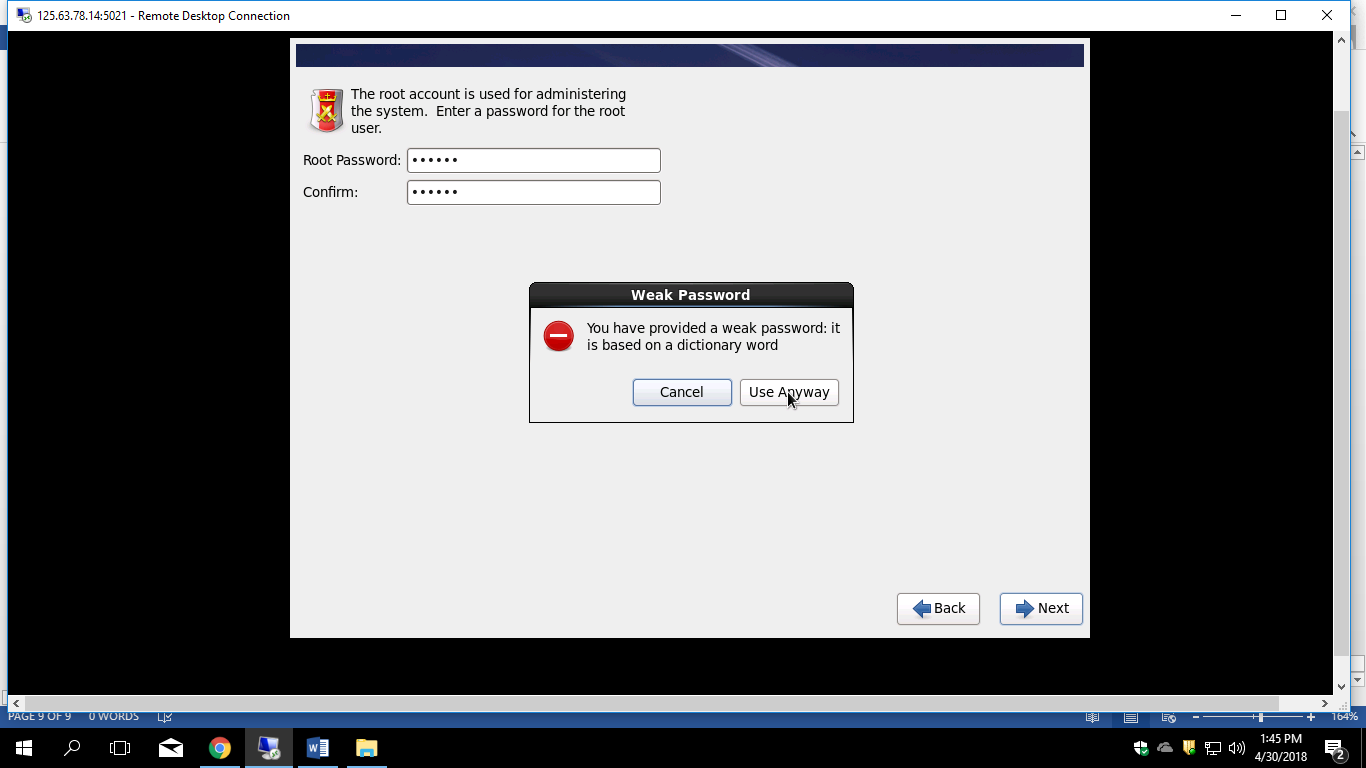 125.63.78.14:5021 - Remote Desktop Connection
The root account is used for administering
the system.  Enter a password for the root
user.
Root Password: ••••••
Confirm: ••••••
Weak Password
You have provided a weak password: it
is based on a dictionary word
Cancel
Use Anyway
Back
Next
PAGE 9 OF 9
0 WORDS
164%
1:45 PM
4/30/2018
2